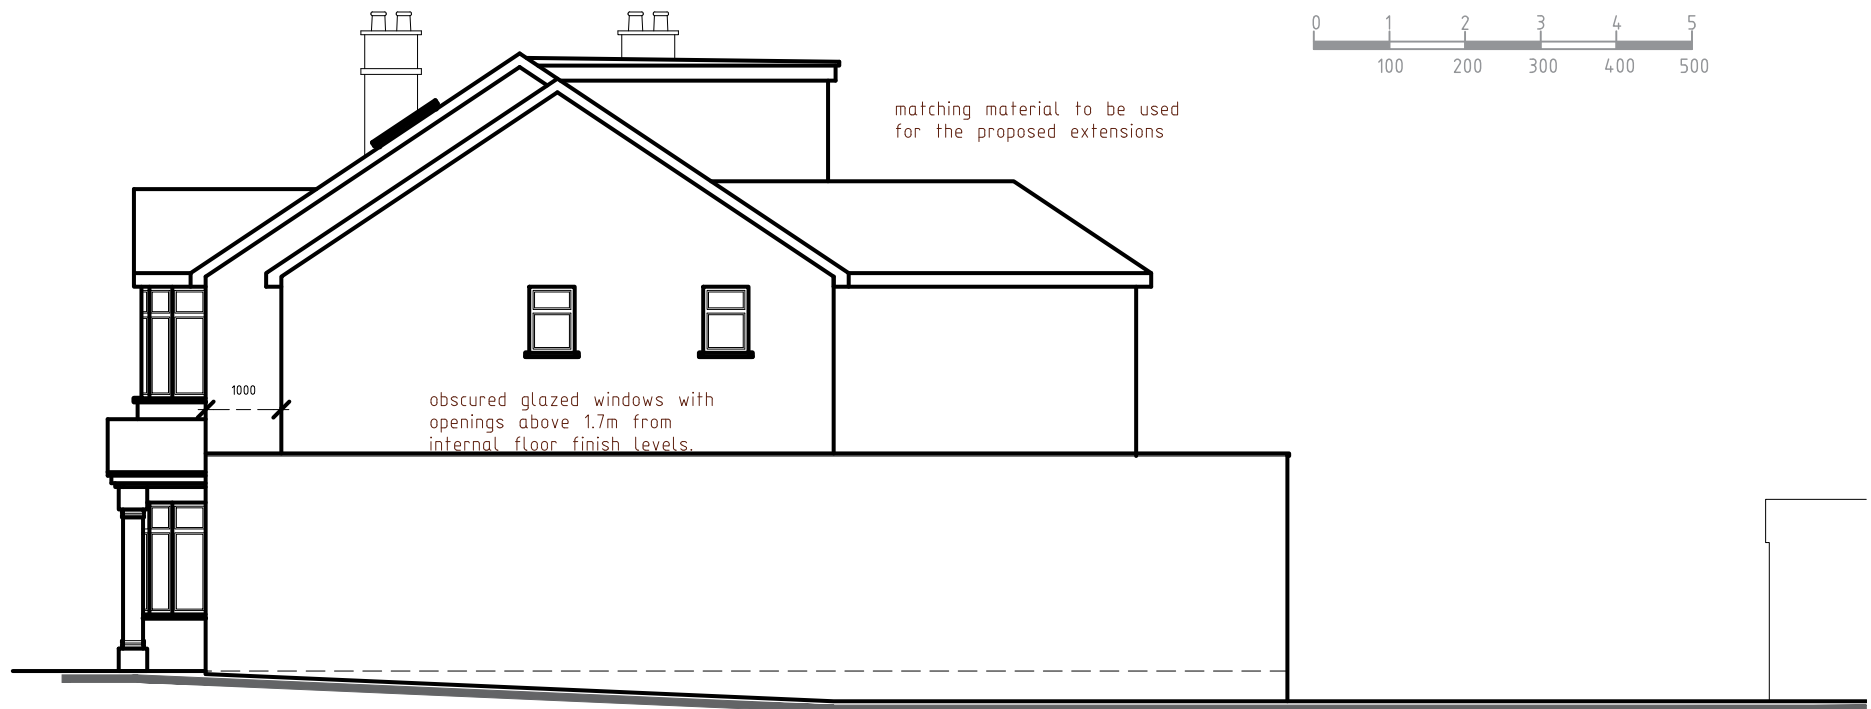 0 1 2 3 4 5
100 200 300 400 500
matching material to be used
for the proposed extensions
1000
obscured glazed windows with
openings above 1.7m from
internal floor finish levels.